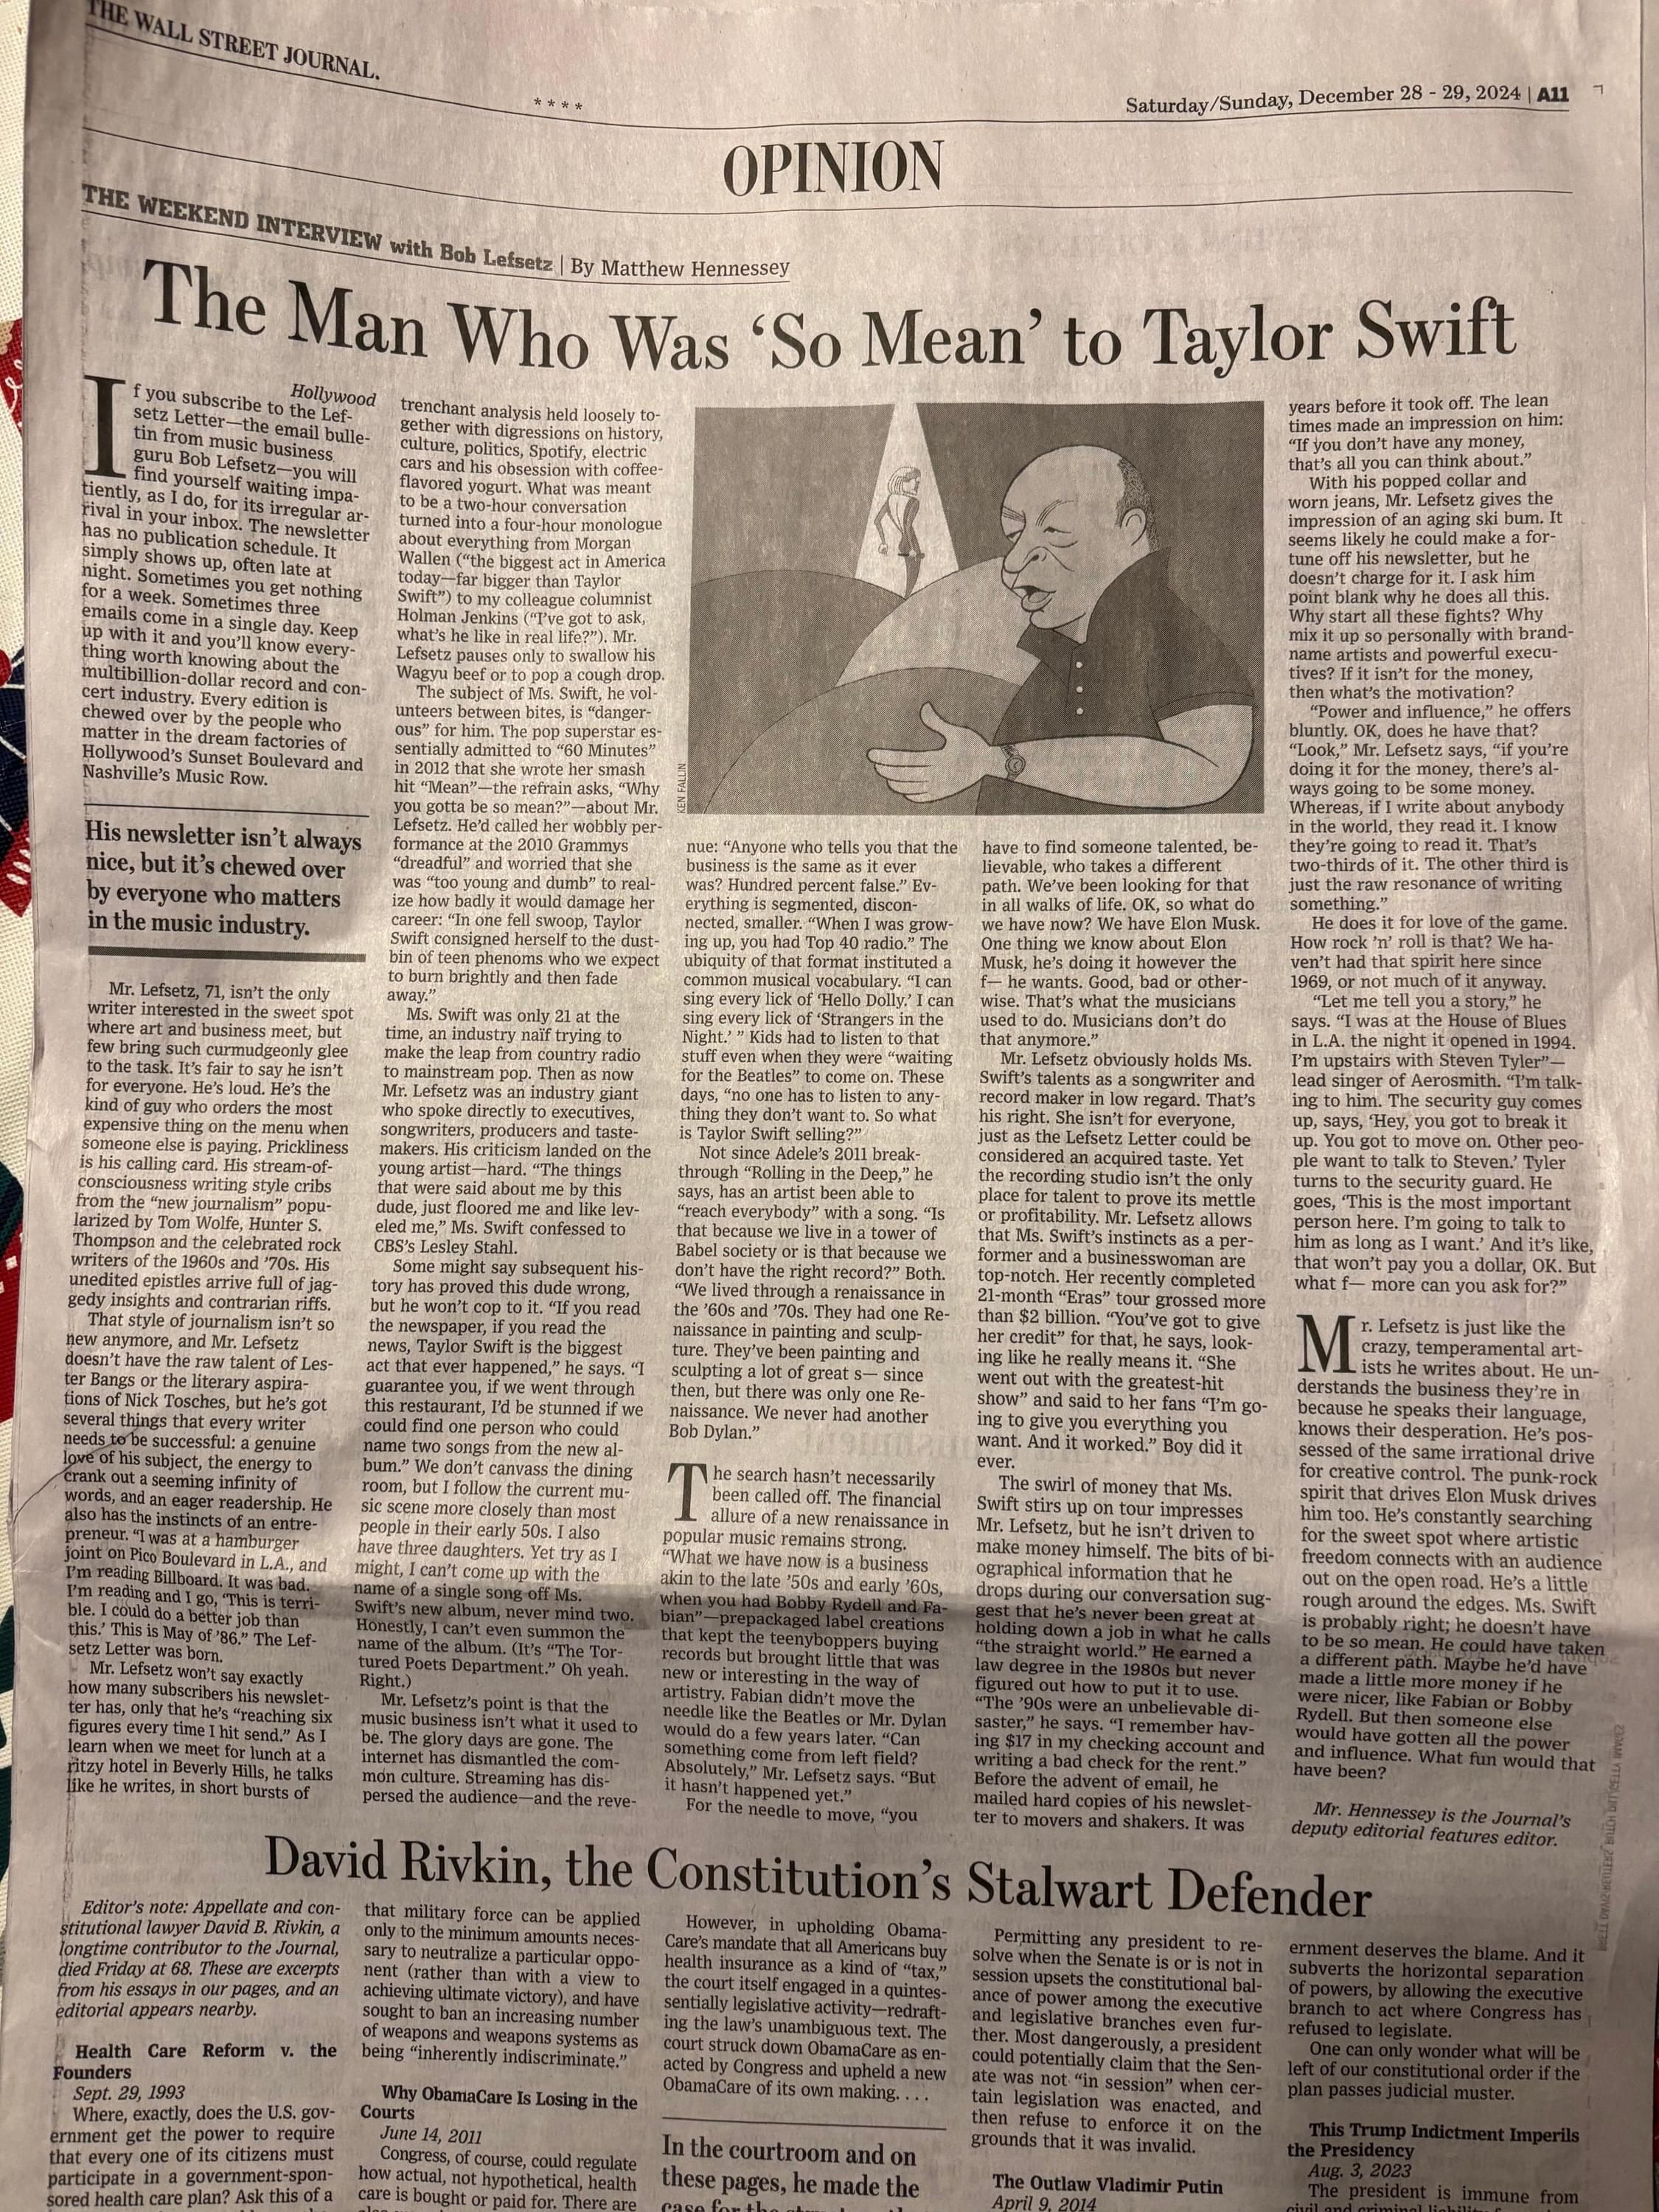 THE WALL STREET JOURNAL.
* * * *
Saturday/Sunday, December 28 - 29, 2024 | A11
OPINION
THE WEEKEND INTERVIEW with Bob Lefsetz | By Matthew Hennessey
The Man Who Was ‘So Mean’ to Taylor Swift
Hollywood
If you subscribe to the Lef-
setz Letter—the email bulle-
tin from music business
guru Bob Lefsetz—you will
find yourself waiting impa-
tiently, as I do, for its irregular ar-
rival in your inbox. The newsletter
has no publication schedule. It
simply shows up, often late at
night. Sometimes you get nothing
for a week. Sometimes three
emails come in a single day. Keep
up with it and you’ll know every-
thing worth knowing about the
multibillion-dollar record and con-
cert industry. Every edition is
chewed over by the people who
matter in the dream factories of
Hollywood’s Sunset Boulevard and
Nashville’s Music Row.
His newsletter isn’t always
nice, but it’s chewed over
by everyone who matters
in the music industry.
Mr. Lefsetz, 71, isn’t the only
writer interested in the sweet spot
where art and business meet, but
few bring such curmudgeonly glee
to the task. It’s fair to say he isn’t
for everyone. He’s loud. He’s the
kind of guy who orders the most
expensive thing on the menu when
someone else is paying. Prickliness
is his calling card. His stream-of-
consciousness writing style cribs
from the “new journalism” popu-
larized by Tom Wolfe, Hunter S.
Thompson and the celebrated rock
writers of the 1960s and ’70s. His
unedited epistles arrive full of jag-
gedy insights and contrarian riffs.
That style of journalism isn’t so
new anymore, and Mr. Lefsetz
doesn’t have the raw talent of Les-
ter Bangs or the literary aspira-
tions of Nick Tosches, but he’s got
several things that every writer
needs to be successful: a genuine
love of his subject, the energy to
crank out a seeming infinity of
words, and an eager readership. He
also has the instincts of an entre-
preneur. “I was at a hamburger
joint on Pico Boulevard in L.A., and
I’m reading Billboard. It was bad.
I’m reading and I go, ‘This is terri-
ble. I could do a better job than
this.’ This is May of ’86.” The Lef-
setz Letter was born.
Mr. Lefsetz won’t say exactly
how many subscribers his newslet-
ter has, only that he’s “reaching six
figures every time I hit send.” As I
learn when we meet for lunch at a
ritzy hotel in Beverly Hills, he talks
like he writes, in short bursts of
trenchant analysis held loosely to-
gether with digressions on history,
culture, politics, Spotify, electric
cars and his obsession with coffee-
flavored yogurt. What was meant
to be a two-hour conversation
turned into a four-hour monologue
about everything from Morgan
Wallen (“the biggest act in America
today—far bigger than Taylor
Swift”) to my colleague columnist
Holman Jenkins (“I’ve got to ask,
what’s he like in real life?”). Mr.
Lefsetz pauses only to swallow his
Wagyu beef or to pop a cough drop.
The subject of Ms. Swift, he vol-
unteers between bites, is “danger-
ous” for him. The pop superstar es-
sentially admitted to “60 Minutes”
in 2012 that she wrote her smash
hit “Mean”—the refrain asks, “Why
you gotta be so mean?”—about Mr.
Lefsetz. He’d called her wobbly per-
formance at the 2010 Grammys
“dreadful” and worried that she
was “too young and dumb” to real-
ize how badly it would damage her
career: “In one fell swoop, Taylor
Swift consigned herself to the dust-
bin of teen phenoms who we expect
to burn brightly and then fade
away.”
Ms. Swift was only 21 at the
time, an industry naïf trying to
make the leap from country radio
to mainstream pop. Then as now
Mr. Lefsetz was an industry giant
who spoke directly to executives,
songwriters, producers and taste-
makers. His criticism landed on the
young artist—hard. “The things
that were said about me by this
dude, just floored me and like lev-
eled me,” Ms. Swift confessed to
CBS’s Lesley Stahl.
Some might say subsequent his-
tory has proved this dude wrong,
but he won’t cop to it. “If you read
the newspaper, if you read the
news, Taylor Swift is the biggest
act that ever happened,” he says. “I
guarantee you, if we went through
this restaurant, I’d be stunned if we
could find one person who could
name two songs from the new al-
bum.” We don’t canvass the dining
room, but I follow the current mu-
sic scene more closely than most
people in their early 50s. I also
have three daughters. Yet try as I
might, I can’t come up with the
name of a single song off Ms.
Swift’s new album, never mind two.
Honestly, I can’t even summon the
name of the album. (It’s “The Tor-
tured Poets Department.” Oh yeah.
Right.)
Mr. Lefsetz’s point is that the
music business isn’t what it used to
be. The glory days are gone. The
internet has dismantled the com-
mon culture. Streaming has dis-
persed the audience—and the reve-
KEN FALLIN
nue: “Anyone who tells you that the
business is the same as it ever
was? Hundred percent false.” Ev-
erything is segmented, discon-
nected, smaller. “When I was grow-
ing up, you had Top 40 radio.” The
ubiquity of that format instituted a
common musical vocabulary. “I can
sing every lick of ‘Hello Dolly.’ I can
sing every lick of ‘Strangers in the
Night.’ ” Kids had to listen to that
stuff even when they were “waiting
for the Beatles” to come on. These
days, “no one has to listen to any-
thing they don’t want to. So what
is Taylor Swift selling?”
Not since Adele’s 2011 break-
through “Rolling in the Deep,” he
says, has an artist been able to
“reach everybody” with a song. “Is
that because we live in a tower of
Babel society or is that because we
don’t have the right record?” Both.
“We lived through a renaissance in
the ’60s and ’70s. They had one Re-
naissance in painting and sculp-
ture. They’ve been painting and
sculpting a lot of great s— since
then, but there was only one Re-
naissance. We never had another
Bob Dylan.”
The search hasn’t necessarily
been called off. The financial
allure of a new renaissance in
popular music remains strong.
“What we have now is a business
akin to the late ’50s and early ’60s,
when you had Bobby Rydell and Fa-
bian”—prepackaged label creations
that kept the teenyboppers buying
records but brought little that was
new or interesting in the way of
artistry. Fabian didn’t move the
needle like the Beatles or Mr. Dylan
would do a few years later. “Can
something come from left field?
Absolutely,” Mr. Lefsetz says. “But
it hasn’t happened yet.”
For the needle to move, “you
have to find someone talented, be-
lievable, who takes a different
path. We’ve been looking for that
in all walks of life. OK, so what do
we have now? We have Elon Musk.
One thing we know about Elon
Musk, he’s doing it however the
f— he wants. Good, bad or other-
wise. That’s what the musicians
used to do. Musicians don’t do
that anymore.”
Mr. Lefsetz obviously holds Ms.
Swift’s talents as a songwriter and
record maker in low regard. That’s
his right. She isn’t for everyone,
just as the Lefsetz Letter could be
considered an acquired taste. Yet
the recording studio isn’t the only
place for talent to prove its mettle
or profitability. Mr. Lefsetz allows
that Ms. Swift’s instincts as a per-
former and a businesswoman are
top-notch. Her recently completed
21-month “Eras” tour grossed more
than $2 billion. “You’ve got to give
her credit” for that, he says, look-
ing like he really means it. “She
went out with the greatest-hit
show” and said to her fans “I’m go-
ing to give you everything you
want. And it worked.” Boy did it
ever.
The swirl of money that Ms.
Swift stirs up on tour impresses
Mr. Lefsetz, but he isn’t driven to
make money himself. The bits of bi-
ographical information that he
drops during our conversation sug-
gest that he’s never been great at
holding down a job in what he calls
“the straight world.” He earned a
law degree in the 1980s but never
figured out how to put it to use.
“The ’90s were an unbelievable di-
saster,” he says. “I remember hav-
ing $17 in my checking account and
writing a bad check for the rent.”
Before the advent of email, he
mailed hard copies of his newslet-
ter to movers and shakers. It was
years before it took off. The lean
times made an impression on him:
“If you don’t have any money,
that’s all you can think about.”
With his popped collar and
worn jeans, Mr. Lefsetz gives the
impression of an aging ski bum. It
seems likely he could make a for-
tune off his newsletter, but he
doesn’t charge for it. I ask him
point blank why he does all this.
Why start all these fights? Why
mix it up so personally with brand-
name artists and powerful execu-
tives? If it isn’t for the money,
then what’s the motivation?
“Power and influence,” he offers
bluntly. OK, does he have that?
“Look,” Mr. Lefsetz says, “if you’re
doing it for the money, there’s al-
ways going to be some money.
Whereas, if I write about anybody
in the world, they read it. I know
they’re going to read it. That’s
two-thirds of it. The other third is
just the raw resonance of writing
something.”
He does it for love of the game.
How rock ’n’ roll is that? We ha-
ven’t had that spirit here since
1969, or not much of it anyway.
“Let me tell you a story,” he
says. “I was at the House of Blues
in L.A. the night it opened in 1994.
I’m upstairs with Steven Tyler”—
lead singer of Aerosmith. “I’m talk-
ing to him. The security guy comes
up, says, ‘Hey, you got to break it
up. You got to move on. Other peo-
ple want to talk to Steven.’ Tyler
turns to the security guard. He
goes, ‘This is the most important
person here. I’m going to talk to
him as long as I want.’ And it’s like,
that won’t pay you a dollar, OK. But
what f— more can you ask for?”
Mr. Lefsetz is just like the
crazy, temperamental art-
ists he writes about. He un-
derstands the business they’re in
because he speaks their language,
knows their desperation. He’s pos-
sessed of the same irrational drive
for creative control. The punk-rock
spirit that drives Elon Musk drives
him too. He’s constantly searching
for the sweet spot where artistic
freedom connects with an audience
out on the open road. He’s a little
rough around the edges. Ms. Swift
is probably right; he doesn’t have
to be so mean. He could have taken
a different path. Maybe he’d have
made a little more money if he
were nicer, like Fabian or Bobby
Rydell. But then someone else
would have gotten all the power
and influence. What fun would that
have been?
Mr. Hennessey is the Journal’s
deputy editorial features editor.
David Rivkin, the Constitution’s Stalwart Defender
Editor’s note: Appellate and con-
stitutional lawyer David B. Rivkin, a
longtime contributor to the Journal,
died Friday at 68. These are excerpts
from his essays in our pages, and an
editorial appears nearby.
Health Care Reform v. the
Founders
Sept. 29, 1993
Where, exactly, does the U.S. gov-
ernment get the power to require
that every one of its citizens must
participate in a government-spon-
sored health care plan? Ask this of a
that military force can be applied
only to the minimum amounts neces-
sary to neutralize a particular oppo-
nent (rather than with a view to
achieving ultimate victory), and have
sought to ban an increasing number
of weapons and weapons systems as
being “inherently indiscriminate.”
Why ObamaCare Is Losing in the
Courts
June 14, 2011
Congress, of course, could regulate
how actual, not hypothetical, health
care is bought or paid for. There are
However, in upholding Obama-
Care’s mandate that all Americans buy
health insurance as a kind of “tax,”
the court itself engaged in a quintes-
sentially legislative activity—redraft-
ing the law’s unambiguous text. The
court struck down ObamaCare as en-
acted by Congress and upheld a new
ObamaCare of its own making. . . .
In the courtroom and on
these pages, he made the
case for the
Permitting any president to re-
solve when the Senate is or is not in
session upsets the constitutional bal-
ance of power among the executive
and legislative branches even fur-
ther. Most dangerously, a president
could potentially claim that the Sen-
ate was not “in session” when cer-
tain legislation was enacted, and
then refuse to enforce it on the
grounds that it was invalid.
The Outlaw Vladimir Putin
April 9, 2014
ernment deserves the blame. And it
subverts the horizontal separation
of powers, by allowing the executive
branch to act where Congress has
refused to legislate.
One can only wonder what will be
left of our constitutional order if the
plan passes judicial muster.
This Trump Indictment Imperils
the Presidency
Aug. 3, 2023
The president is immune from